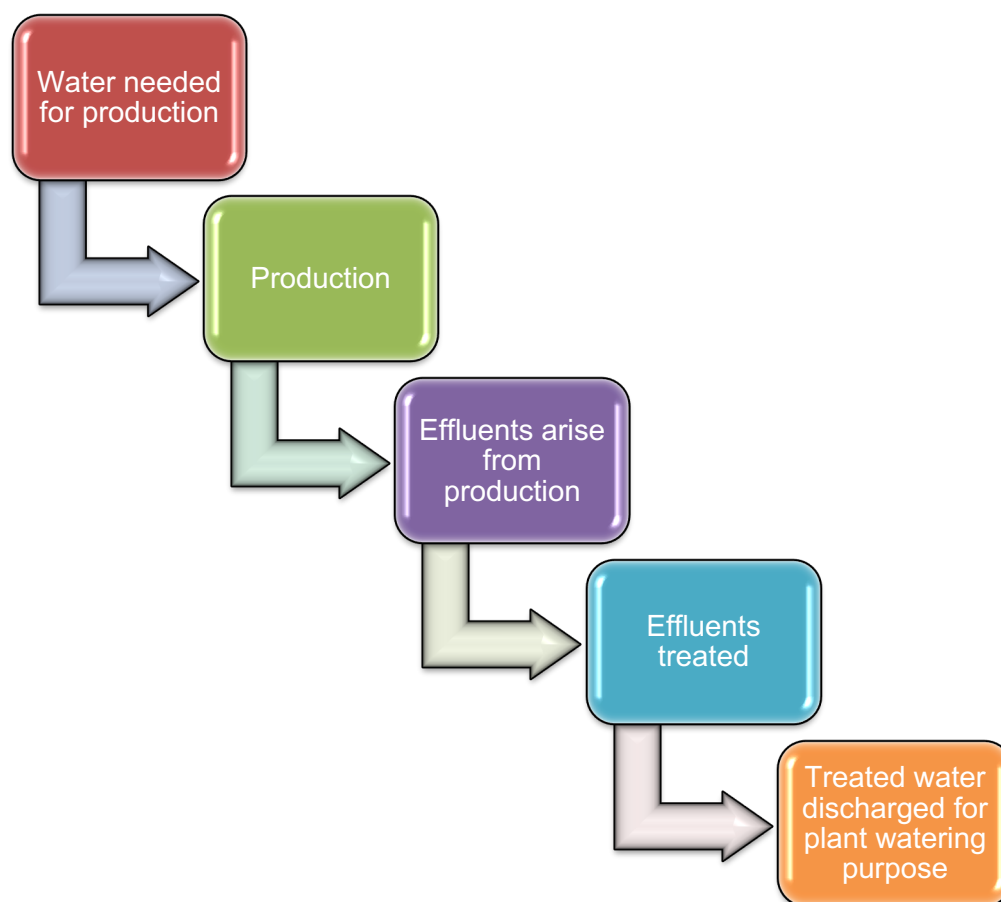 Water needed
for production
Production
Effluents arise
from
production
Effluents
treated
Treated water
discharged for
plant watering
purpose